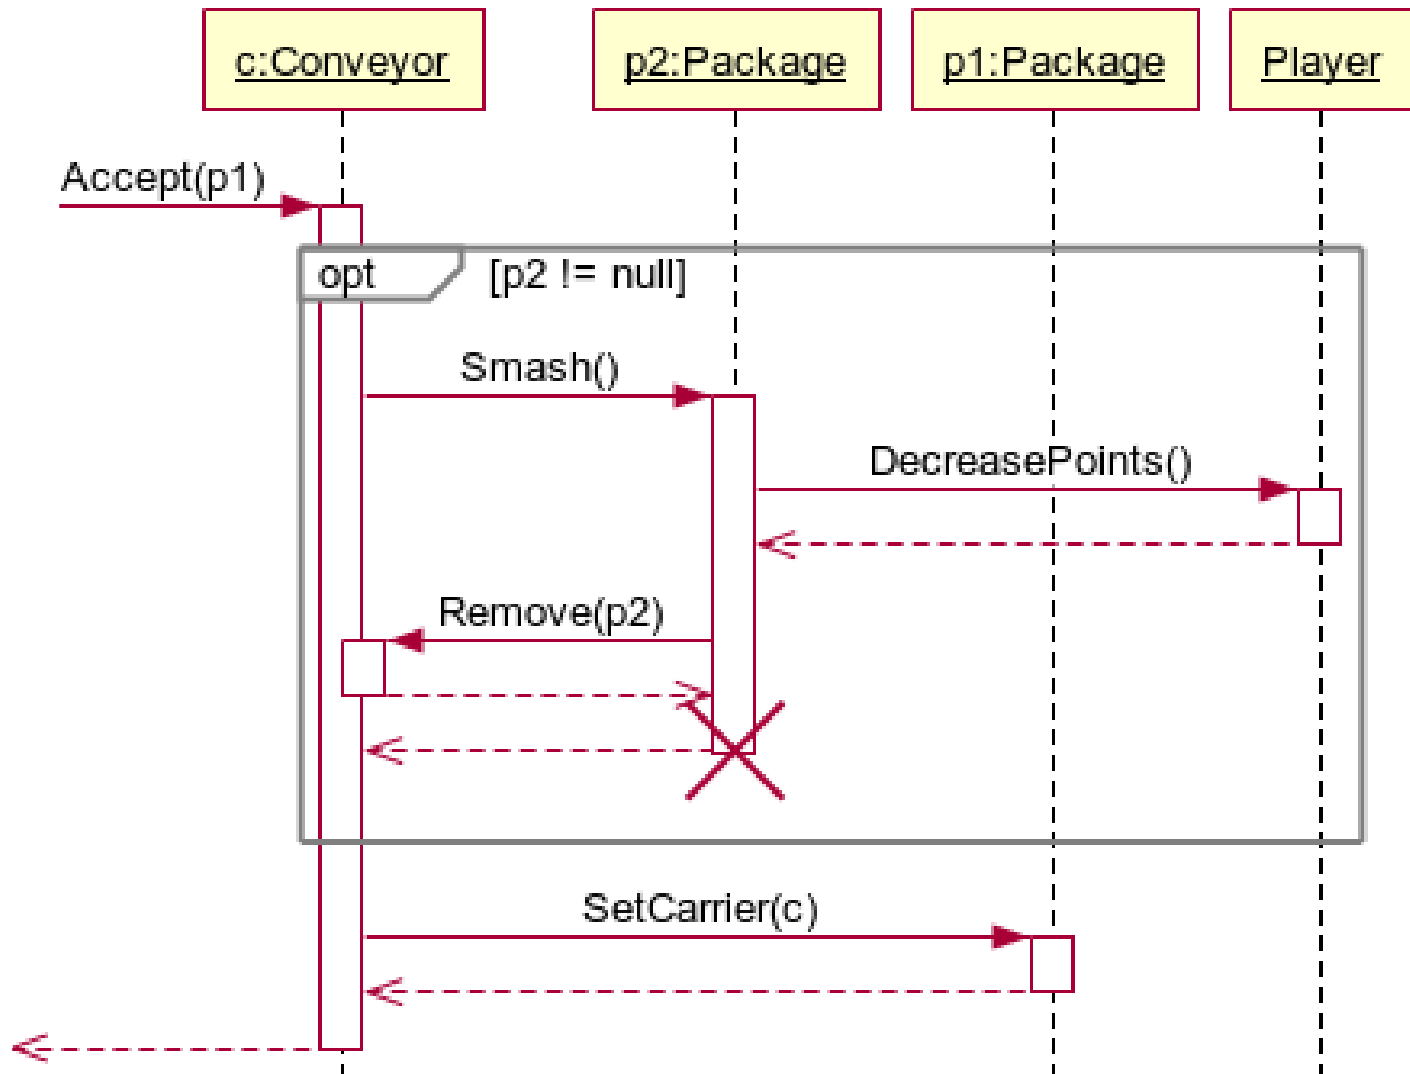 c:Conveyor
p2:Package
p1:Package
Player
Accept(p1)
opt
[p2 != null]
Smash()
DecreasePoints()
Remove(p2)
SetCarrier(c)